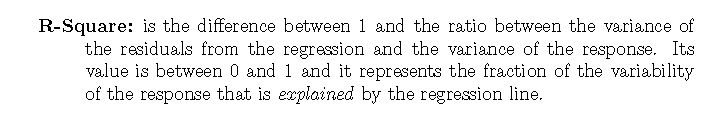 R-Square: is the difference between 1 and the ratio between the variance of
the residuals from the regression and the variance of the response. Its
value is between 0 and 1 and it represents the fraction of the variability
of the response that is explained by the regression line.